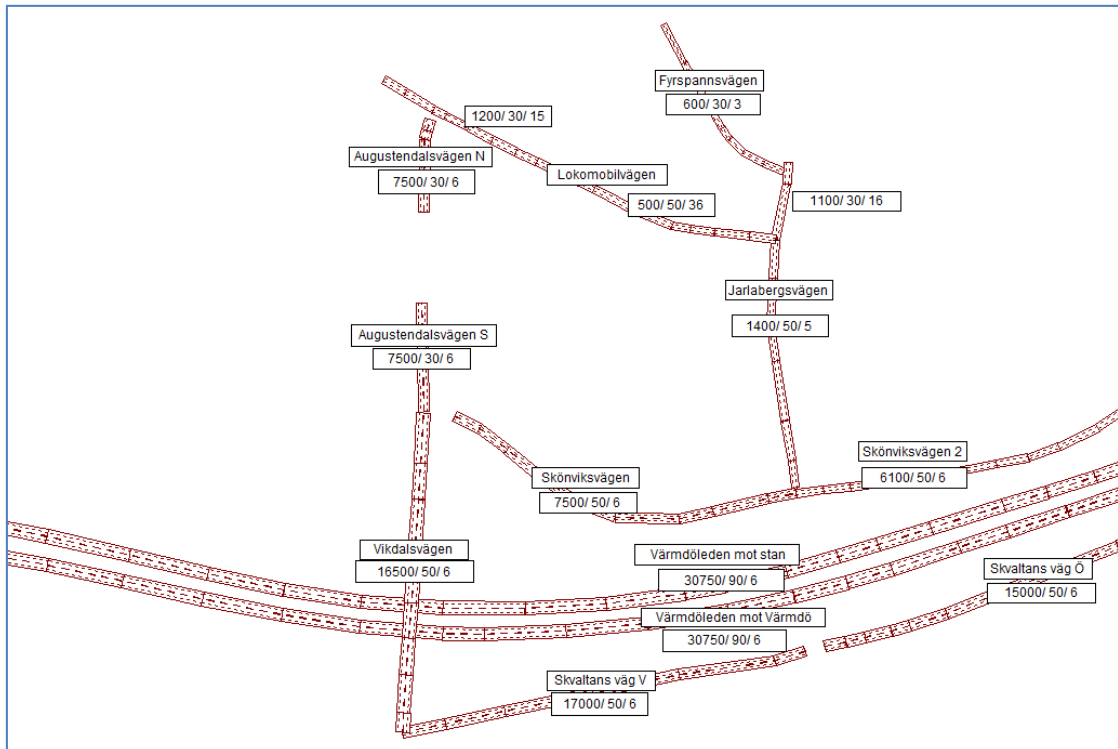 Fyrspannsvägen
600/ 30/ 3
1200/ 30/ 15
Augustendalsvägen N
7500/ 30/ 6
Lokomobilvägen
500/ 50/ 36
1100/ 30/ 16
Jarlabergsvägen
1400/ 50/ 5
Augustendalsvägen S
7500/ 30/ 6
Skönviksvägen 2
6100/ 50/ 6
Skönviksvägen
7500/ 50/ 6
Vikdalsvägen
16500/ 50/ 6
Värmdöleden mot stan
30750/ 90/ 6
Skvaltans väg Ö
15000/ 50/ 6
Värmdöleden mot Värmdö
30750/ 90/ 6
Skvaltans väg V
17000/ 50/ 6